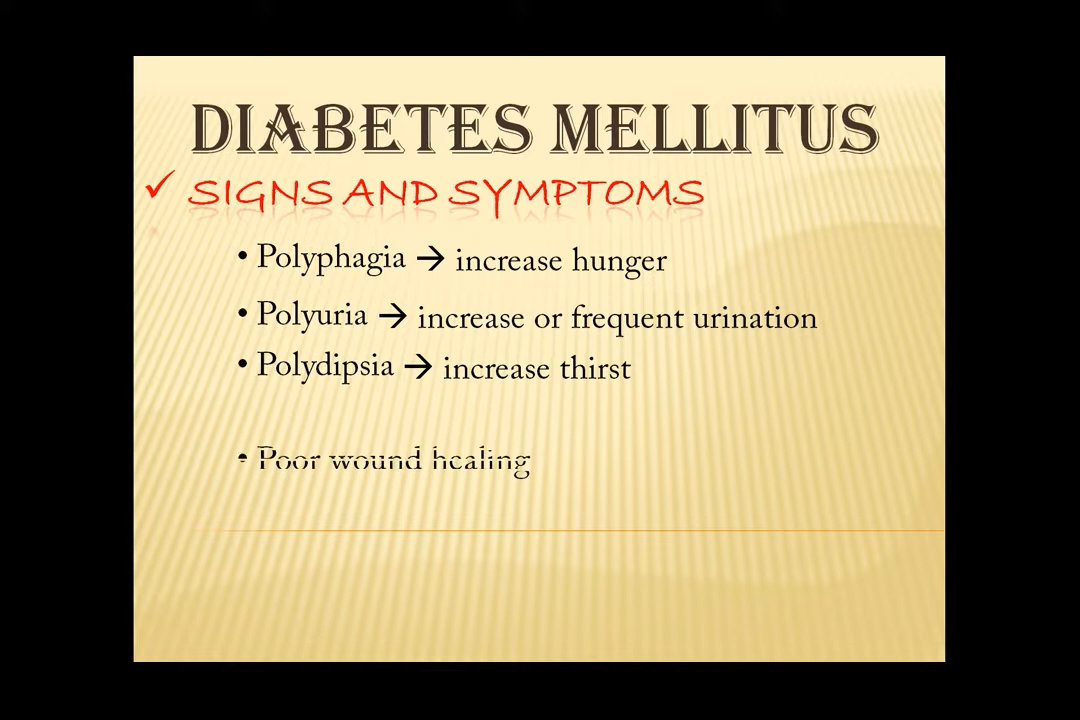 DIABETES MELLITUS
✓ SIGNS AND SYMPTOMS
• Polyphagia → increase hunger
• Polyuria → increase or frequent urination
• Polydipsia → increase thirst
• Poor wound healing